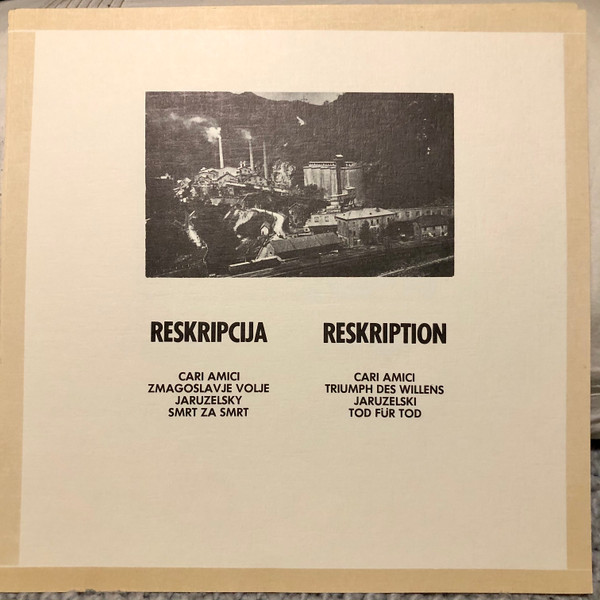 RESKRIPCIJA
CARI AMICI
ZMAGOSLAVJE VOLJE
JARUZELSKY
SMRT ZA SMRT
RESKRIPTION
CARI AMICI
TRIUMPH DES WILLENS
JARUZELSKI
TOD FÜR TOD